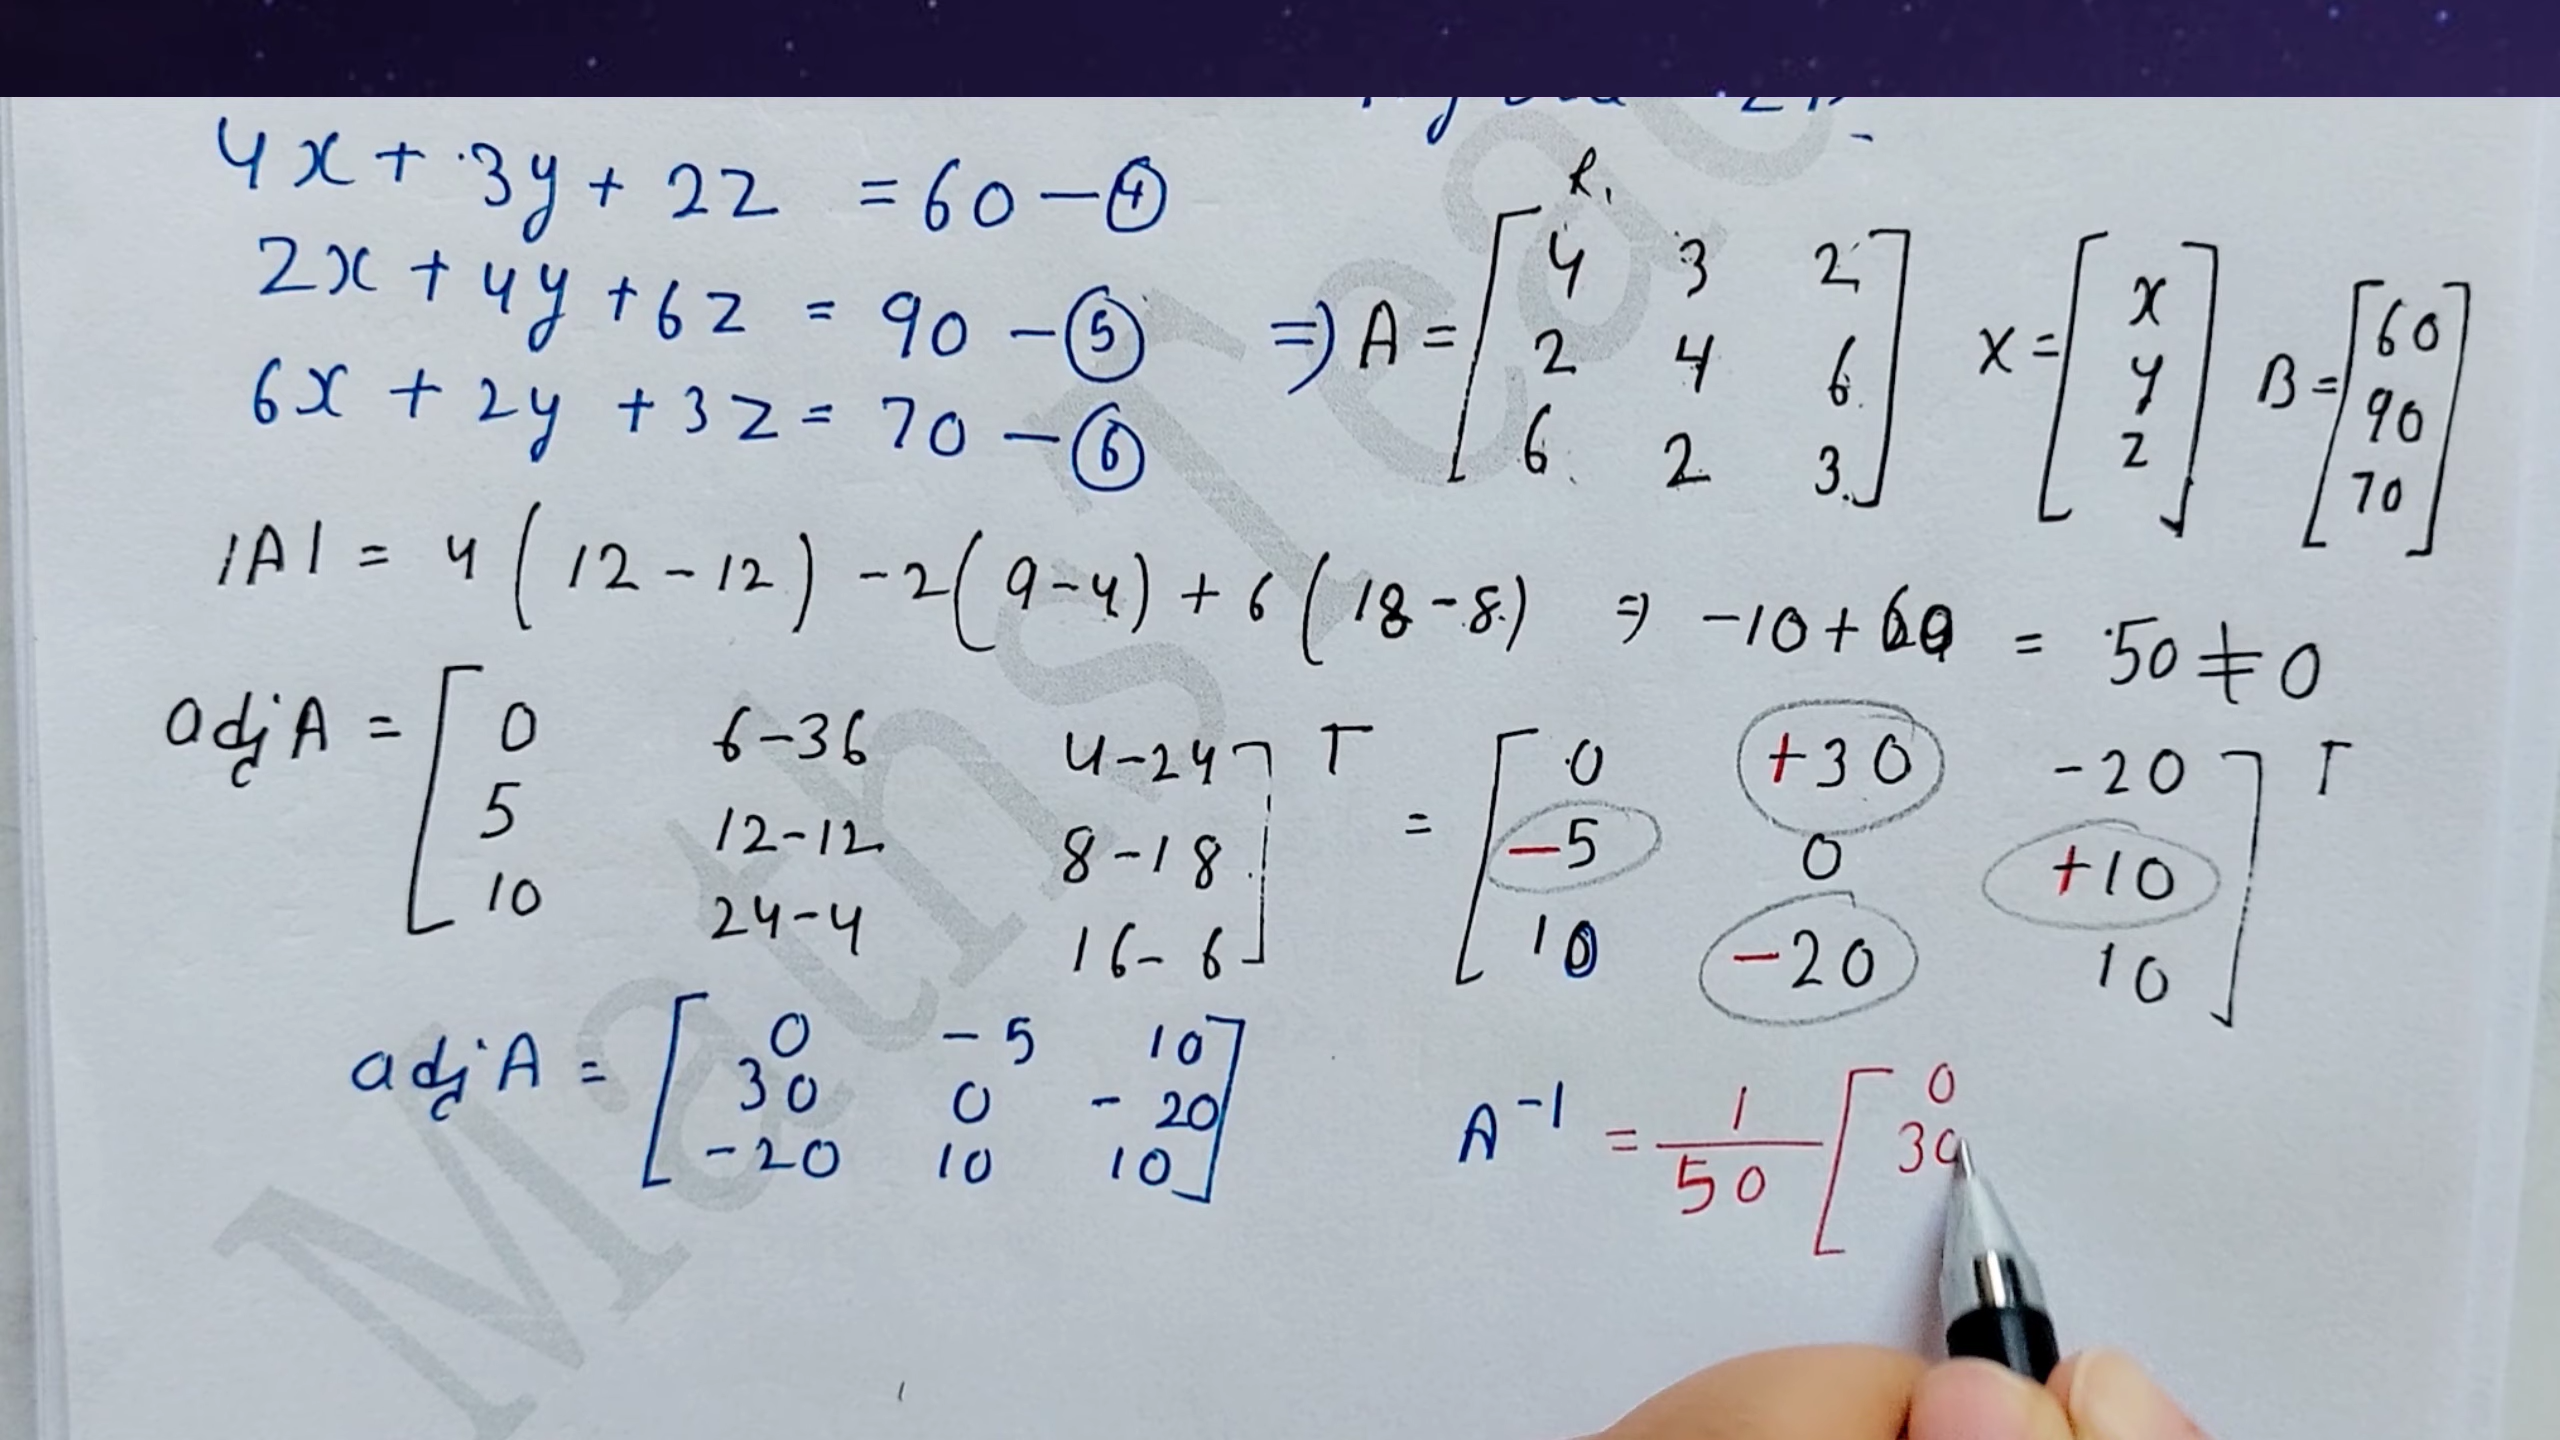 4x + 3y + 2z = 60 — ④
2x + 4y + 6z = 90 — ⑤
6x + 2y + 3z = 70 — ⑥
R₁
⇒ A = [4 3 2
2 4 6
6 2 3]
X = [x
y
z]
B = [60
90
70]
|A| = 4(12-12) -2(9-4) + 6(18-8) ⇒ -10+60 = 50 ≠ 0
adj A = [0 6-36 4-24
5 12-12 8-18
10 24-4 16-6]ᵀ
= [0 +30 -20
-5 0 +10
10 -20 10]ᵀ
adj A = [0 -5 10
30 0 -20
-20 10 10]
A⁻¹ = 1/50 [0
30
Maths